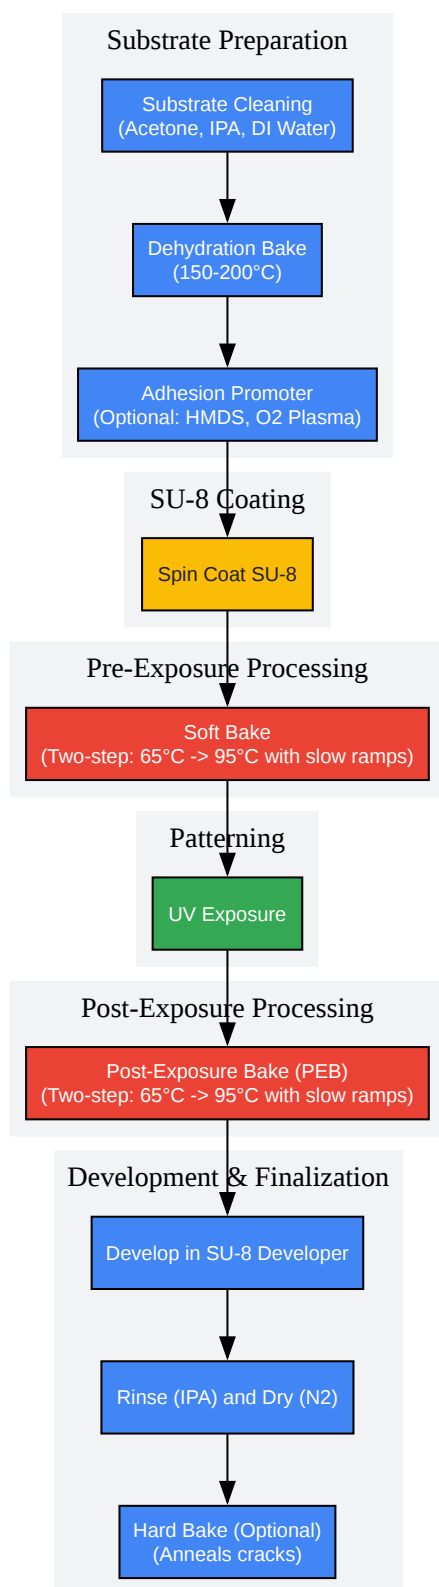 Substrate Preparation
Substrate Cleaning
(Acetone, IPA, DI Water)
Dehydration Bake
(150-200°C)
Adhesion Promoter
(Optional: HMDS, O2 Plasma)
SU-8 Coating
Spin Coat SU-8
Pre-Exposure Processing
Soft Bake
(Two-step: 65°C -> 95°C with slow ramps)
Patterning
UV Exposure
Post-Exposure Processing
Post-Exposure Bake (PEB)
(Two-step: 65°C -> 95°C with slow ramps)
Development & Finalization
Develop in SU-8 Developer
Rinse (IPA) and Dry (N2)
Hard Bake (Optional)
(Anneals cracks)